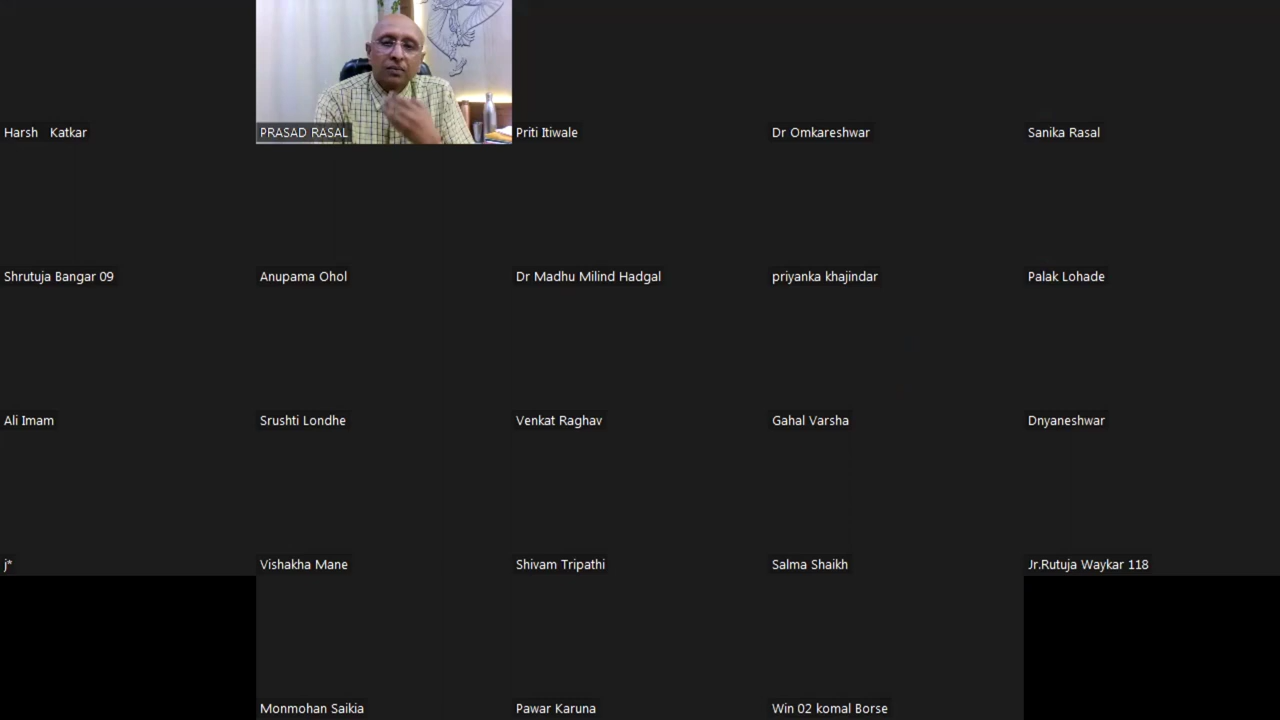 Harsh Katkar
PRASAD RASAL
Priti Itiwale
Dr Omkareshwar
Sanika Rasal
Shrutuja Bangar 09
Anupama Ohol
Dr Madhu Milind Hadgal
priyanka khajindar
Palak Lohade
Ali Imam
Srushti Londhe
Venkat Raghav
Gahal Varsha
Dnyaneshwar
j*
Vishakha Mane
Shivam Tripathi
Salma Shaikh
Jr.Rutuja Waykar 118
Monmohan Saikia
Pawar Karuna
Win 02 komal Borse